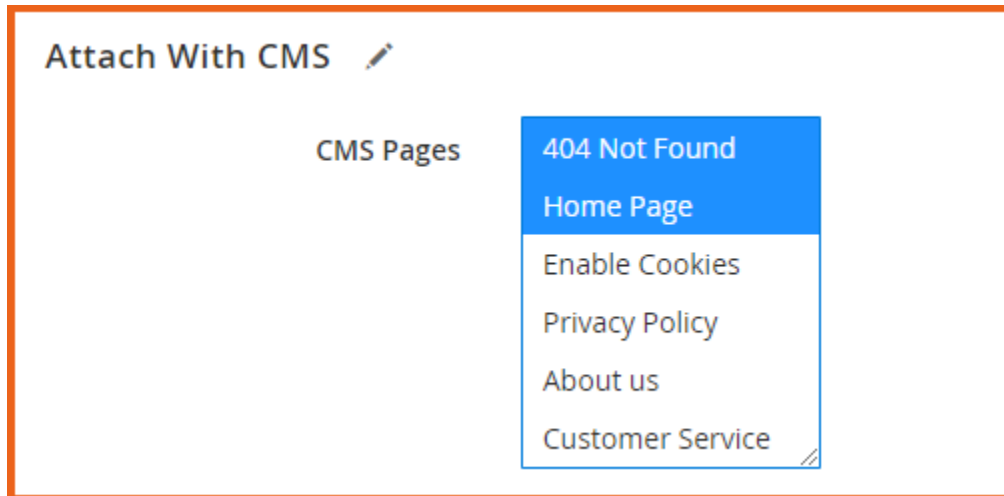 Attach With CMS
CMS Pages
404 Not Found
Home Page
Enable Cookies
Privacy Policy
About us
Customer Service